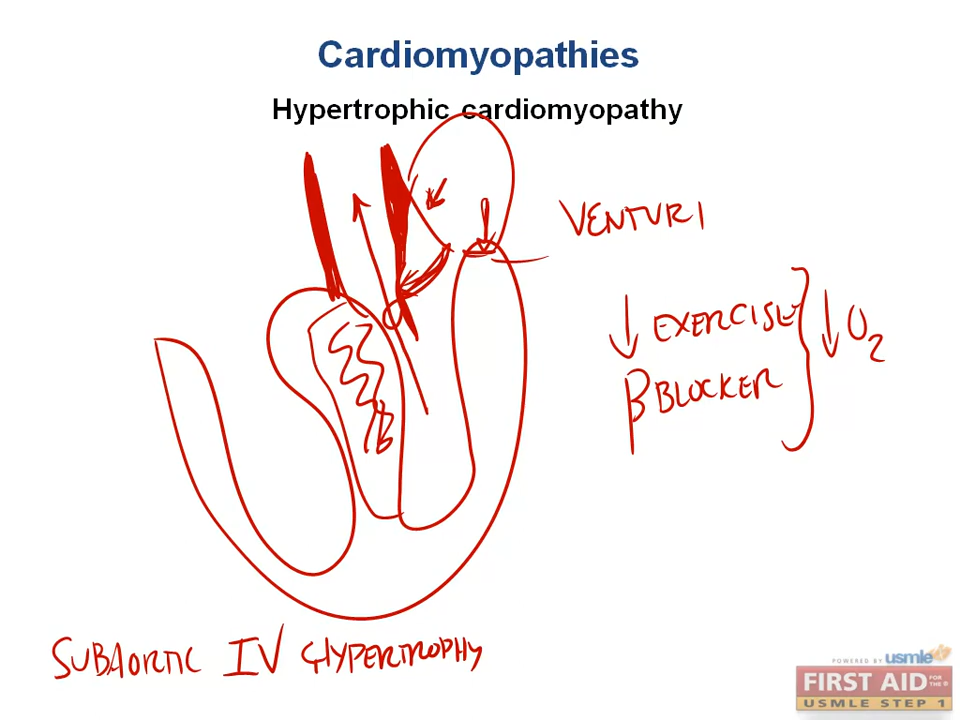 Cardiomyopathies
Hypertrophic cardiomyopathy
VENTURI
↓ EXERCISE
β BLOCKER
↓ O2
SUBAORTIC IV HYPERTROPHY
POWERED BY usmle
FIRST AID FOR THE®
USMLE STEP 1